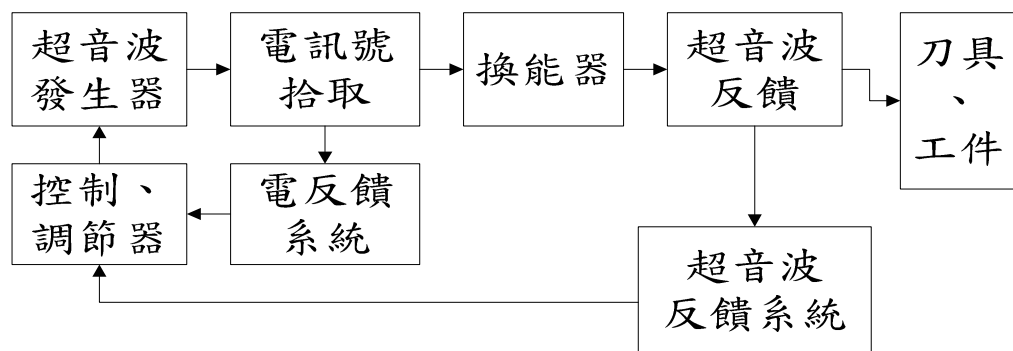 超音波
發生器
電訊號
拾取
換能器
超音波
反饋
刀具
、
工件
控制、
調節器
電反饋
系統
超音波
反饋系統